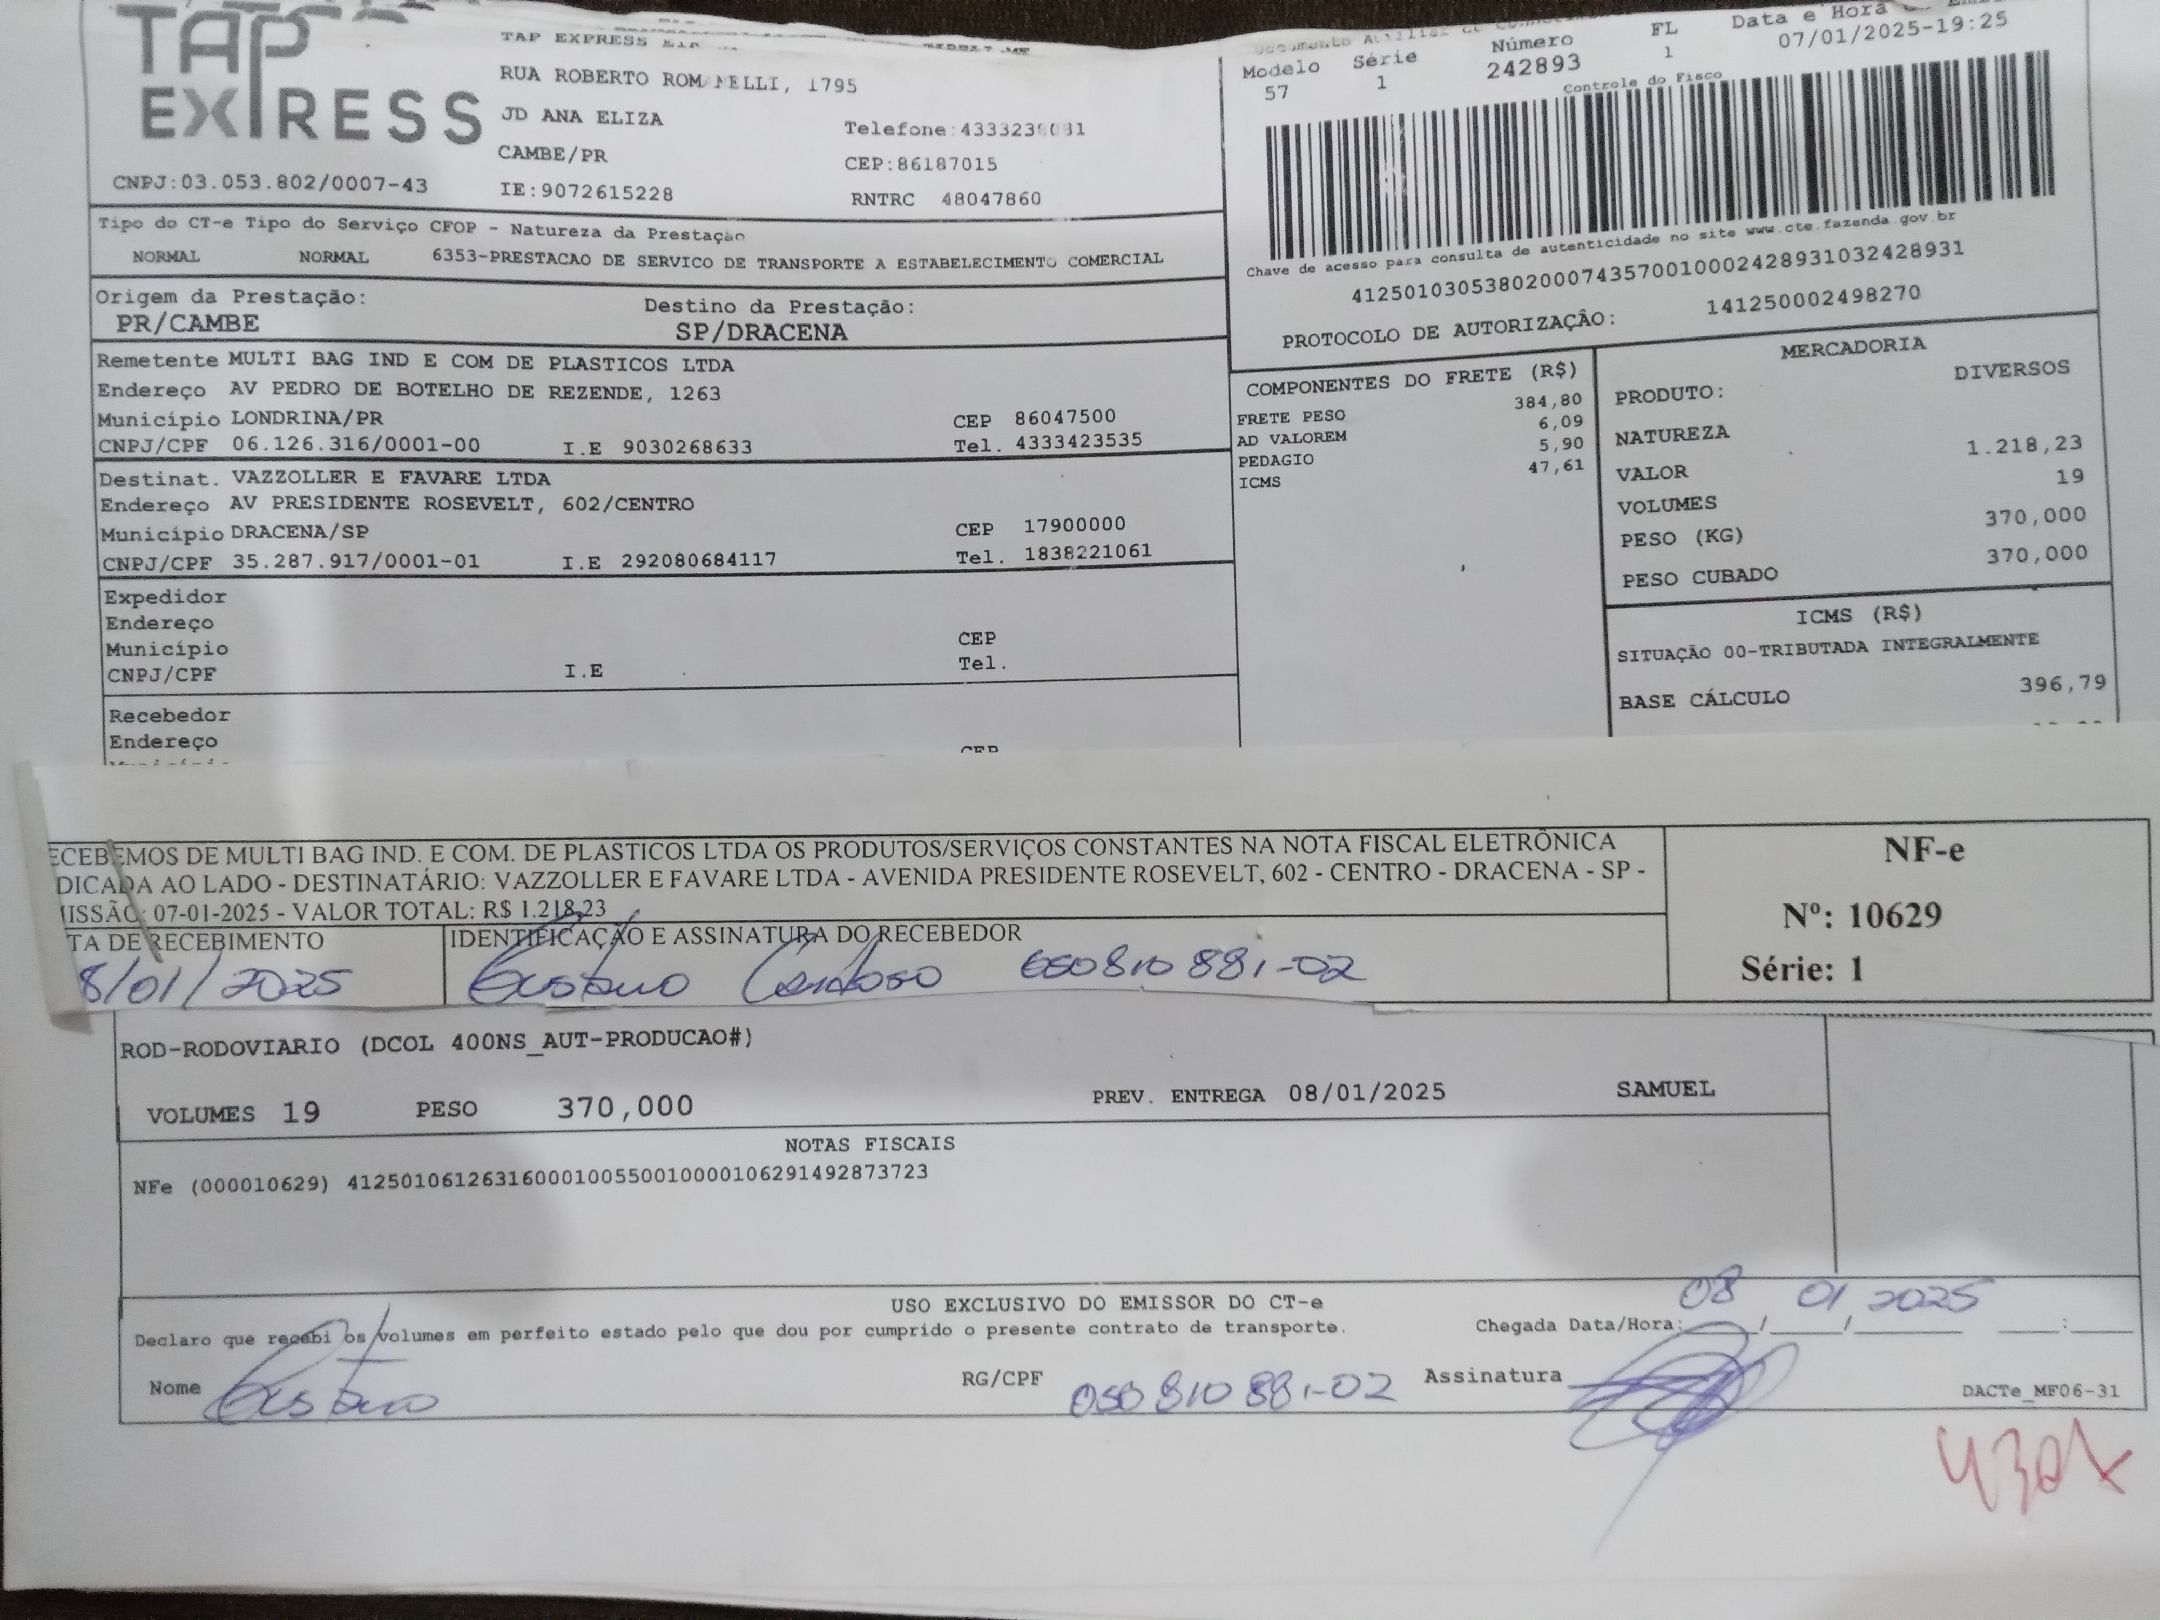 TAP
EXPRESS
CNPJ:03.053.802/0007-43
TAP EXPRESS
RUA ROBERTO ROMANELLI, 1795
JD ANA ELIZA
CAMBE/PR
IE:9072615228
CEP:86187015
RNTRC 48047860
Data e Hora
07/01/2025-19:25
Modelo Série Número FL
57 1 242893 1
Controle do Fisco
Chave de acesso para consulta de autenticidade no site www.cte.fazenda.gov.br
41250103053802000743570010002428931032428931
PROTOCOLO DE AUTORIZAÇÂO: 141250002498270
Tipo do CT-e Tipo do Serviço CFOP - Natureza da Prestação
NORMAL NORMAL 6353-PRESTACAO DE SERVICO DE TRANSPORTE A ESTABELECIMENTO COMERCIAL
Origem da Prestação: Destino da Prestação:
PR/CAMBE SP/DRACENA
Remetente MULTI BAG IND E COM DE PLASTICOS LTDA
Endereço AV PEDRO DE BOTELHO DE REZENDE, 1263
Município LONDRINA/PR CEP 86047500
CNPJ/CPF 06.126.316/0001-00 I.E 9030268633 Tel. 4333423535
Destinat. VAZZOLLER E FAVARE LTDA
Endereço AV PRESIDENTE ROSEVELT, 602/CENTRO
Município DRACENA/SP CEP 17900000
CNPJ/CPF 35.287.917/0001-01 I.E 292080684117 Tel. 1838221061
Expedidor
Endereço
Município CEP
CNPJ/CPF I.E Tel.
Recebedor
Endereço
CEP
COMPONENTES DO FRETE (R$)
FRETE PESO 384,80
AD VALOREM 6,09
PEDAGIO 5,90
ICMS 47,61
MERCADORIA
PRODUTO: DIVERSOS
NATUREZA
VALOR 1.218,23
VOLUMES 19
PESO (KG) 370,000
PESO CUBADO 370,000
ICMS (R$)
SITUAÇÃO 00-TRIBUTADA INTEGRALMENTE
BASE CÁLCULO 396,79
ECEBEMOS DE MULTI BAG IND. E COM. DE PLASTICOS LTDA OS PRODUTOS/SERVIÇOS CONSTANTES NA NOTA FISCAL ELETRÔNICA
DICADA AO LADO - DESTINATÁRIO: VAZZOLLER E FAVARE LTDA - AVENIDA PRESIDENTE ROSEVELT, 602 - CENTRO - DRACENA - SP -
ISSÃO: 07-01-2025 - VALOR TOTAL: R$ 1.218,23
TA DE RECEBIMENTO IDENTIFICAÇÃO E ASSINATURA DO RECEBEDOR
8/01/2025 Gustavo Cardoso 050810881-02
NF-e
Nº: 10629
Série: 1
ROD-RODOVIARIO (DCOL 400NS_AUT-PRODUCAO#)
VOLUMES 19 PESO 370,000 PREV. ENTREGA 08/01/2025 SAMUEL
NOTAS FISCAIS
NFe (000010629) 41250106126316000100550010000106291492873723
USO EXCLUSIVO DO EMISSOR DO CT-e
Declaro que recebi os volumes em perfeito estado pelo que dou por cumprido o presente contrato de transporte.
Chegada Data/Hora: 08/01/2025 :
Nome Gustavo RG/CPF 050810881-02 Assinatura
DACTe_MF06-31